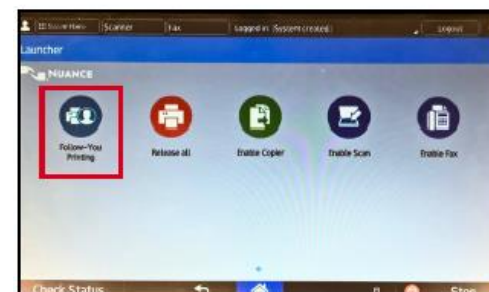 Scanner Fax Logged in (System created) Logout
Launcher
NUANCE
Follow-You
Printing
Release all
Enable Copier
Enable Scan
Enable Fax
Check Status
Stop